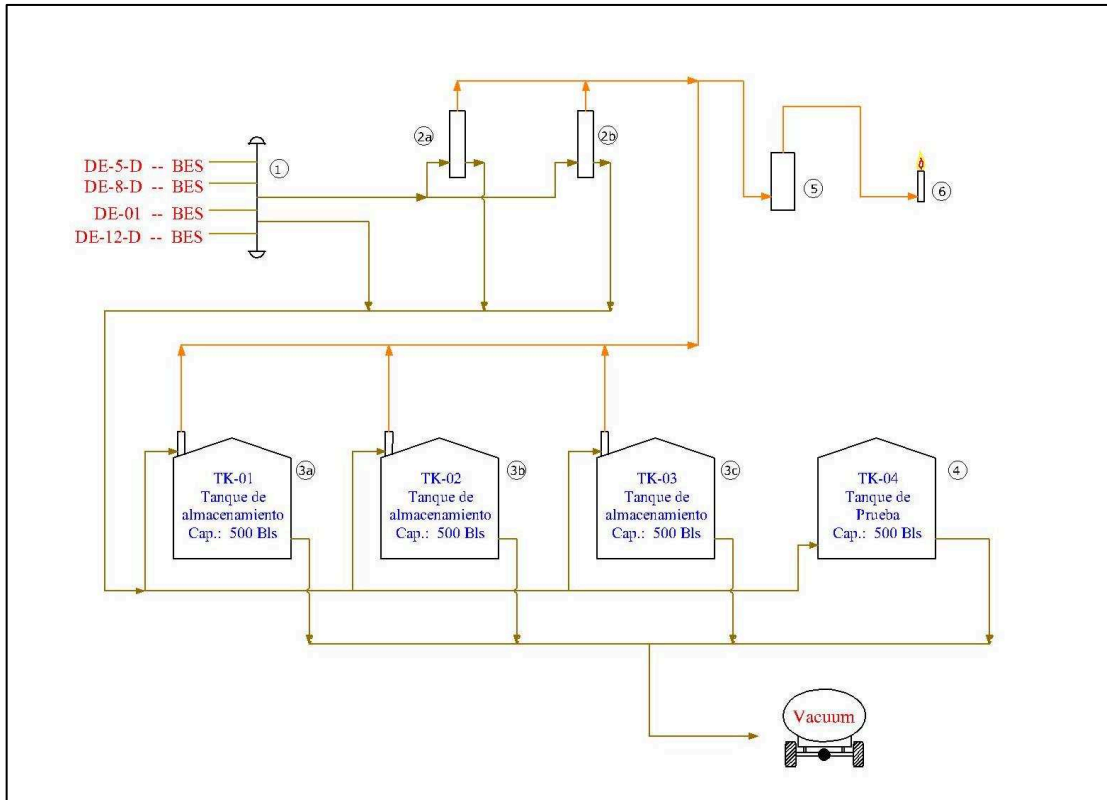 2a
2b
1
DE-5-D -- BES
DE-8-D -- BES
DE-01 -- BES
DE-12-D -- BES
5
6
TK-01
Tanque de
almacenamiento
Cap.: 500 Bls
3a
TK-02
Tanque de
almacenamiento
Cap.: 500 Bls
3b
TK-03
Tanque de
almacenamiento
Cap.: 500 Bls
3c
TK-04
Tanque de
Prueba
Cap.: 500 Bls
4
Vacuum